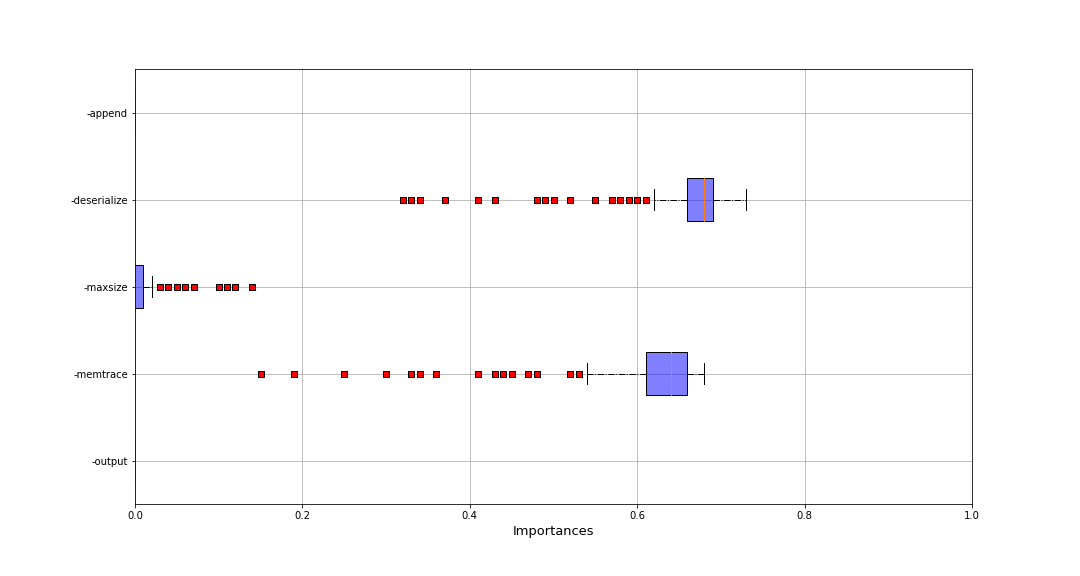 -append
-deserialize
-maxsize
-memtrace
-output
0.0 0.2 0.4 0.6 0.8 1.0
Importances